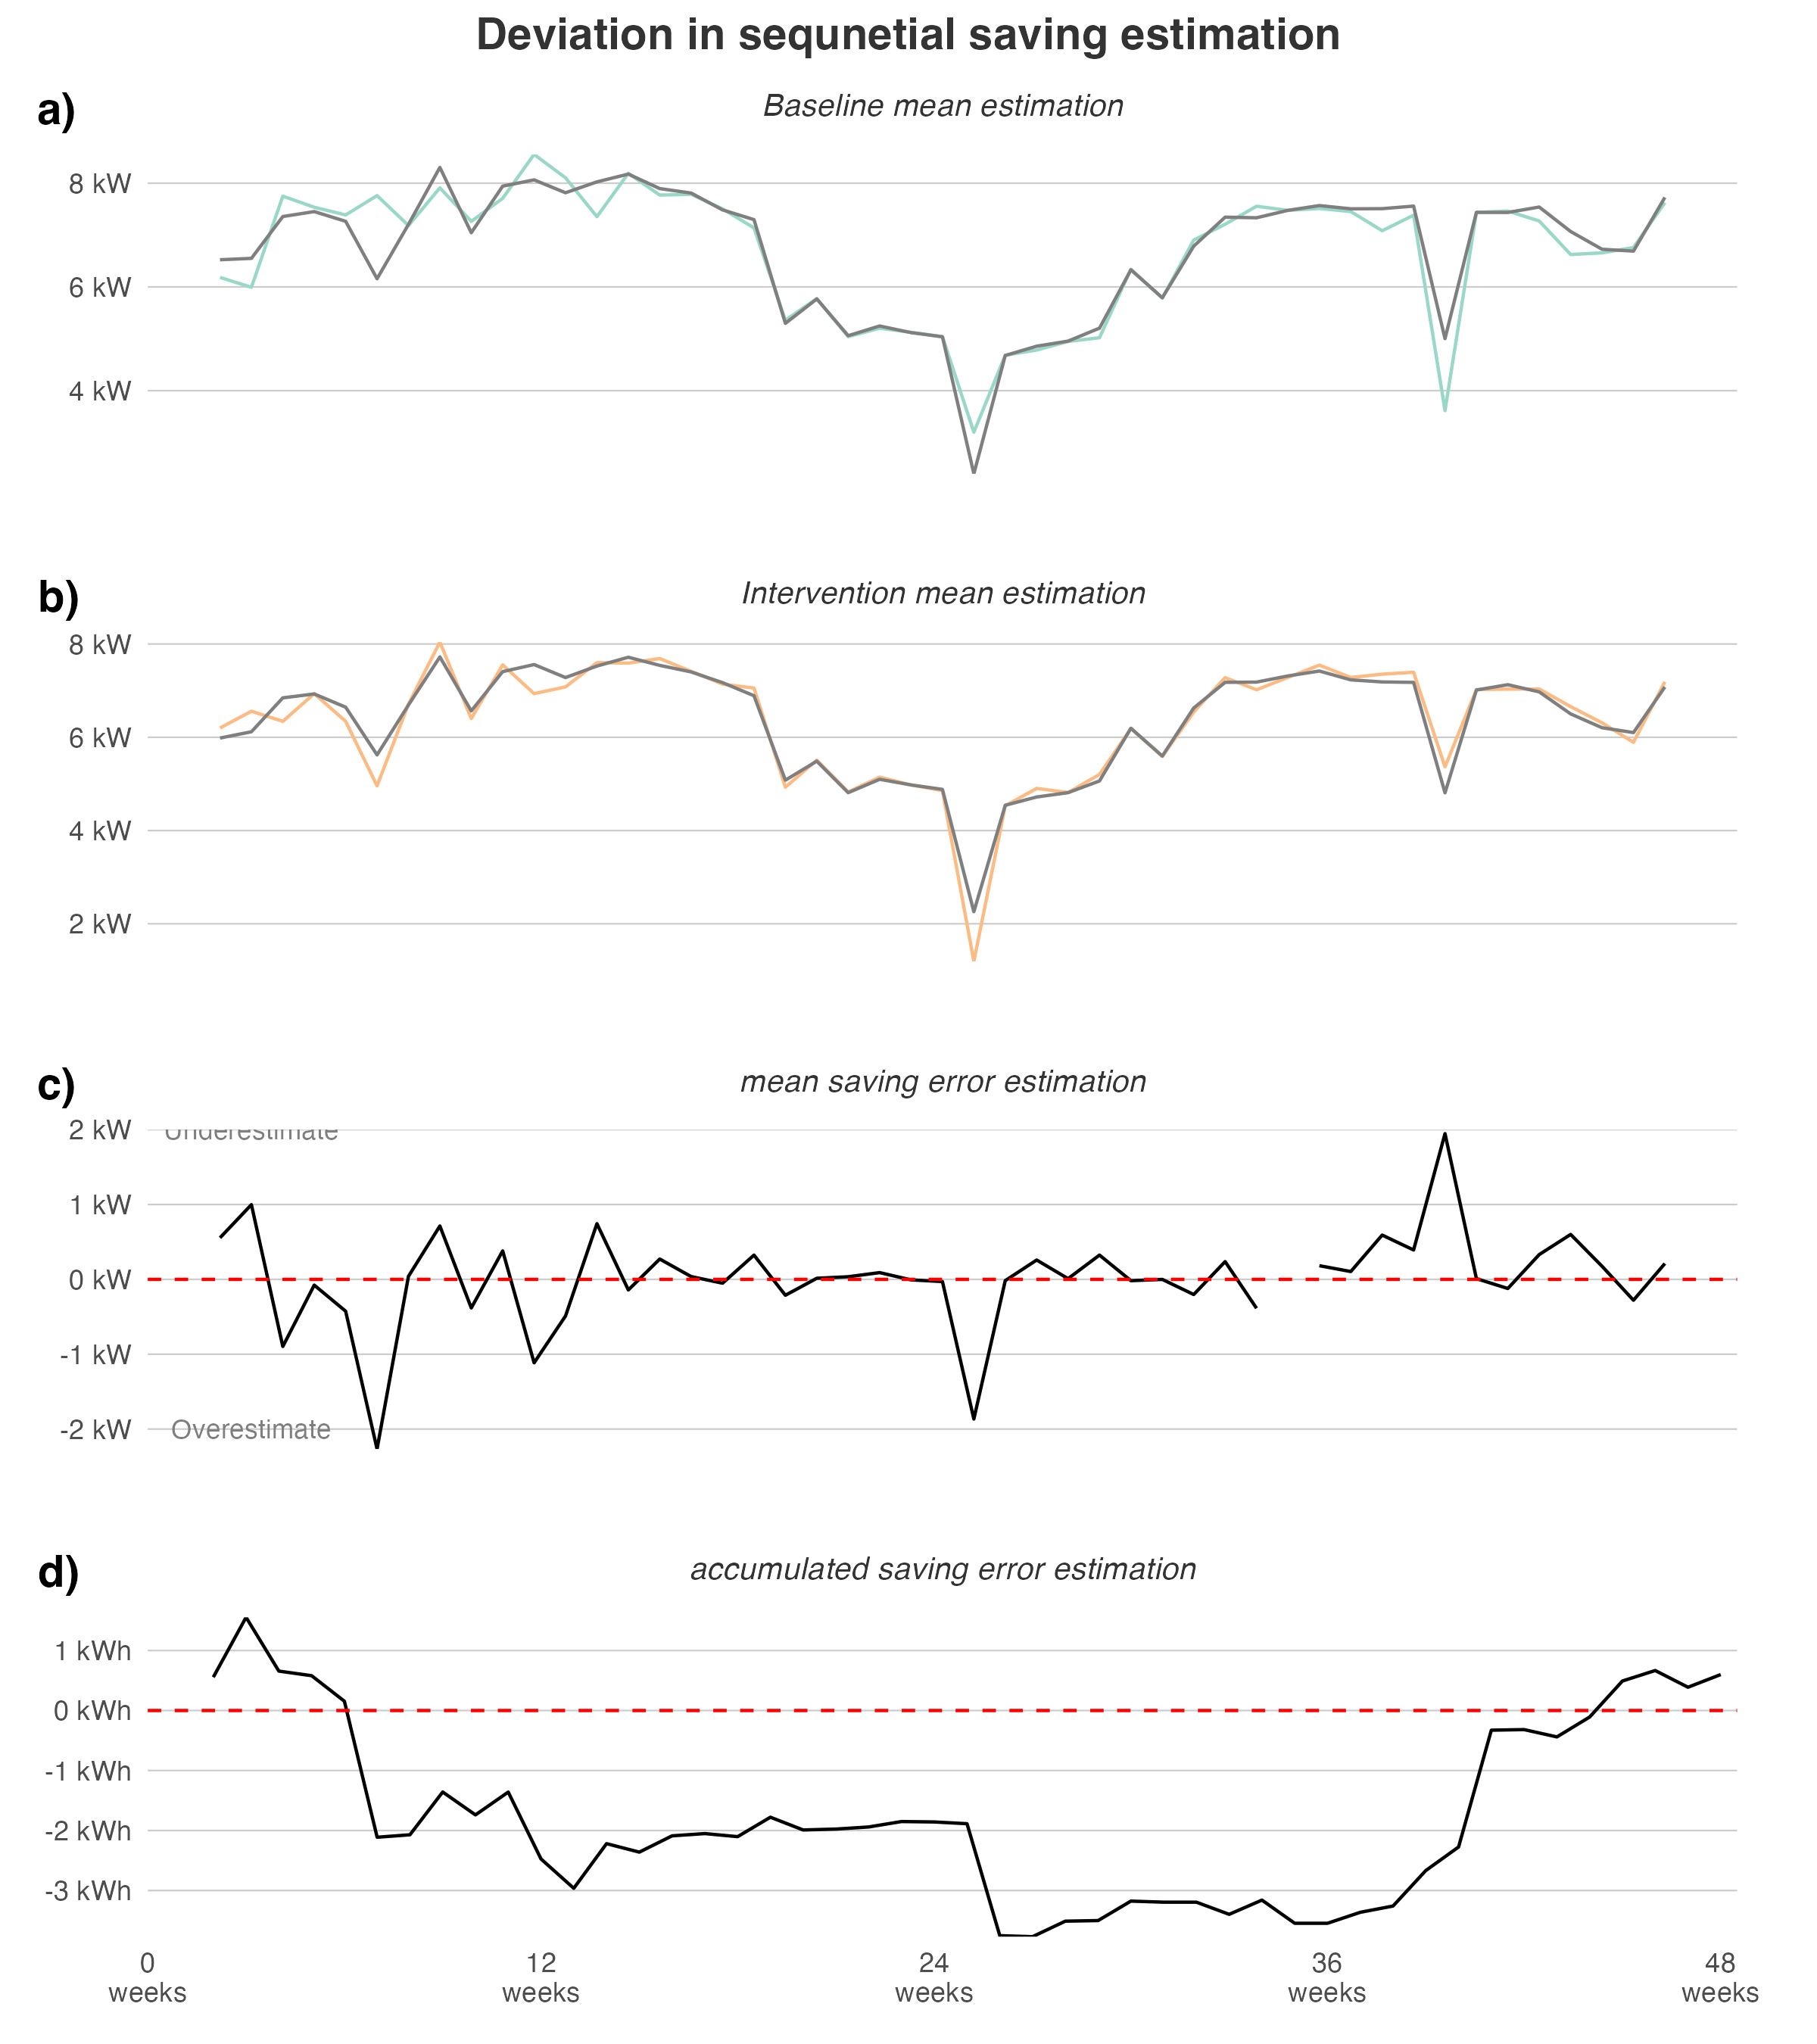 Deviation in sequnetial saving estimation
a)
Baseline mean estimation
8 kW
6 kW
4 kW
b)
Intervention mean estimation
8 kW
6 kW
4 kW
2 kW
c)
mean saving error estimation
2 kW
Underestimate
1 kW
0 kW
-1 kW
-2 kW
Overestimate
d)
accumulated saving error estimation
1 kWh
0 kWh
-1 kWh
-2 kWh
-3 kWh
0 12 24 36 48
weeks weeks weeks weeks weeks